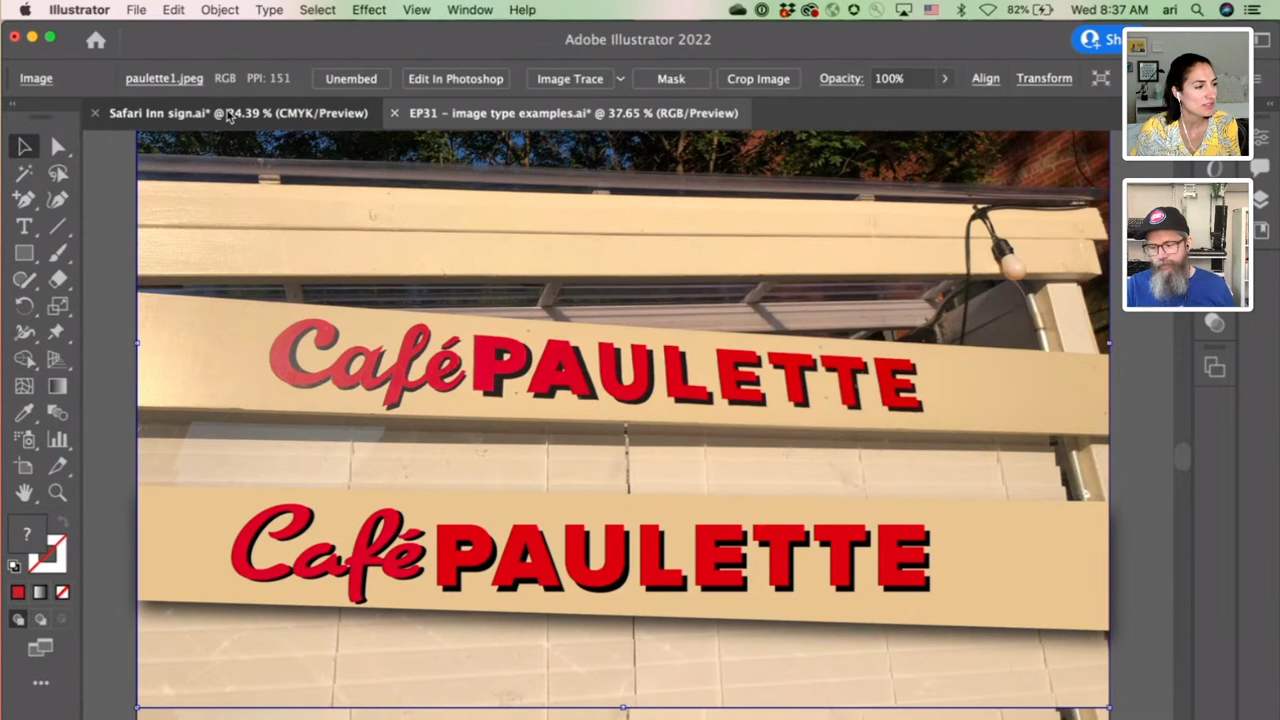 Illustrator File Edit Object Type Select Effect View Window Help 82% Wed 8:37 AM ari
Adobe Illustrator 2022
Image paulette1.jpeg RGB PPI: 151 Unembed Edit In Photoshop Image Trace Mask Crop Image Opacity: 100% Align Transform
Safari Inn sign.ai* @ 24.39 % (CMYK/Preview) EP31 - image type examples.ai* @ 37.65 % (RGB/Preview)
Café PAULETTE
Café PAULETTE